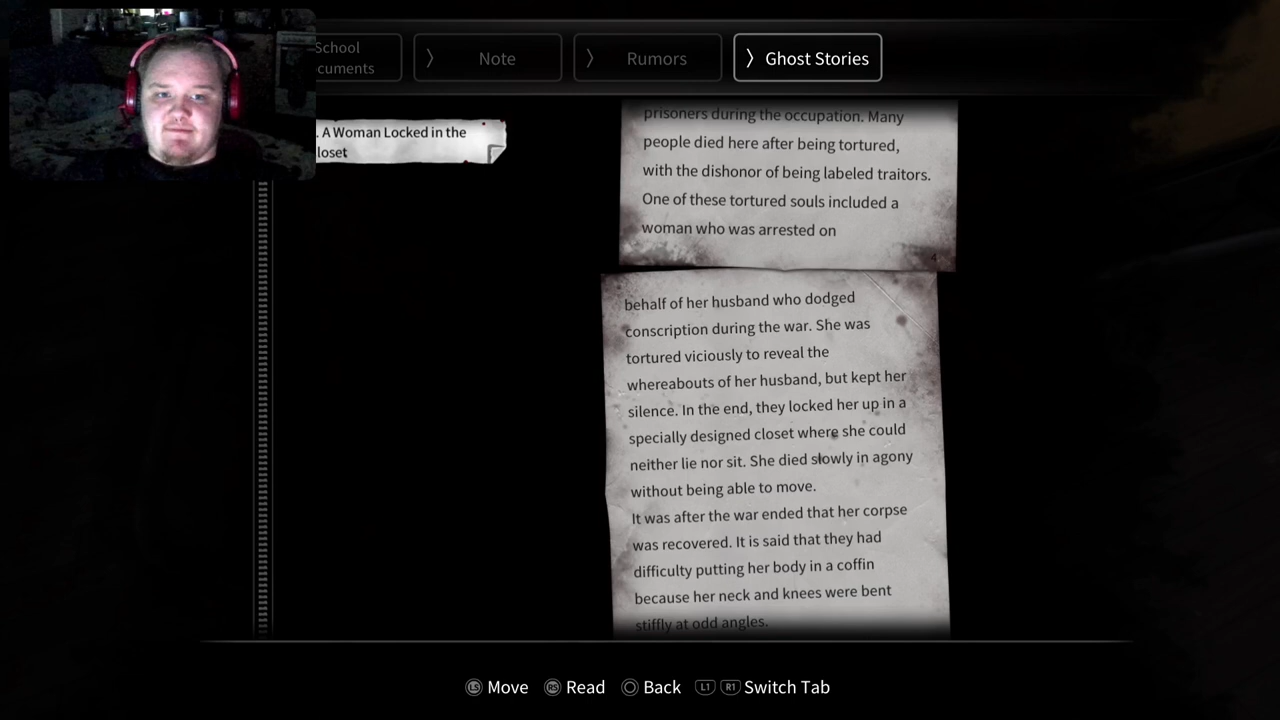 School
cuments
Note
Rumors
Ghost Stories
. A Woman Locked in the
loset
prisoners during the occupation. Many
people died here after being tortured,
with the dishonor of being labeled traitors.
One of these tortured souls included a
woman who was arrested on
4
behalf of her husband who dodged
conscription during the war. She was
tortured viciously to reveal the
whereabouts of her husband, but kept her
silence. In the end, they locked her up in a
specially designed closet where she could
neither lie nor sit. She died slowly in agony
without being able to move.
It was after the war ended that her corpse
was recovered. It is said that they had
difficulty putting her body in a coffin
because her neck and knees were bent
stiffly at odd angles.
LS Move RS Read Back L1 R1 Switch Tab